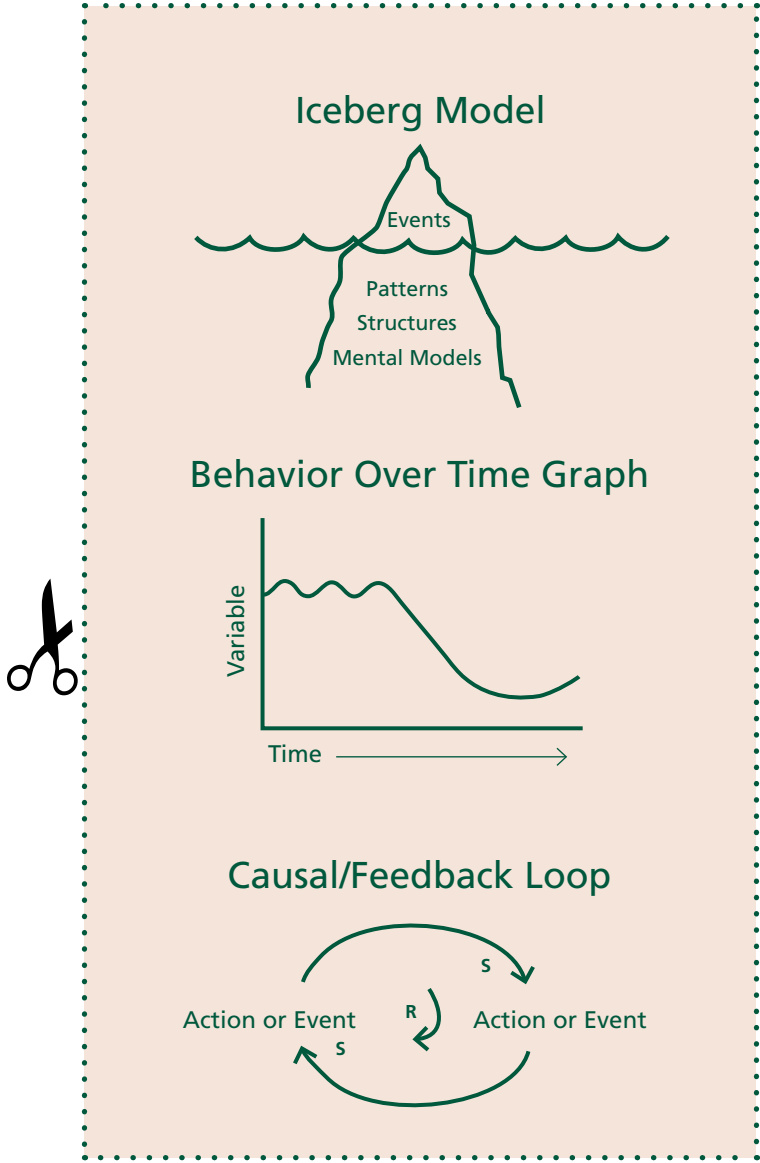 Iceberg Model
Events
Patterns
Structures
Mental Models
Behavior Over Time Graph
Variable
Time
Causal/Feedback Loop
S
Action or Event
R
Action or Event
S